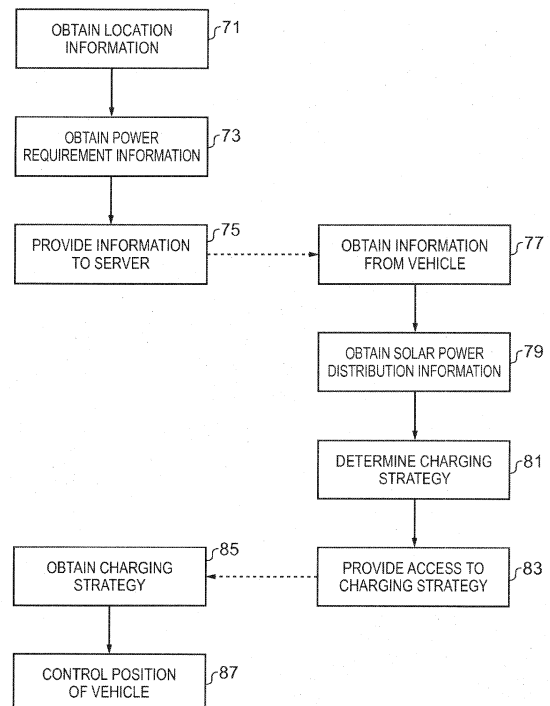 OBTAIN LOCATION
INFORMATION
71
OBTAIN POWER
REQUIREMENT INFORMATION
73
PROVIDE INFORMATION
TO SERVER
75
OBTAIN INFORMATION
FROM VEHICLE
77
OBTAIN SOLAR POWER
DISTRIBUTION INFORMATION
79
DETERMINE CHARGING
STRATEGY
81
PROVIDE ACCESS TO
CHARGING STRATEGY
83
OBTAIN CHARGING
STRATEGY
85
CONTROL POSITION
OF VEHICLE
87